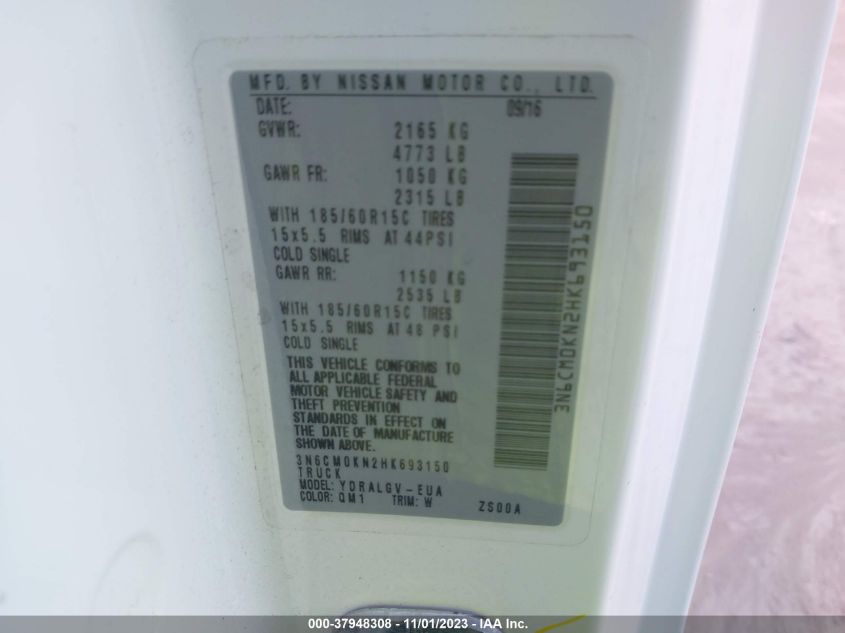 MFD. BY NISSAN MOTOR CO., LTD.
DATE: 09/16
GVWR: 2165 KG
4773 LB
GAWR FR: 1050 KG
2315 LB
WITH 185/60R15C TIRES
15x5.5 RIMS AT 44PSI
COLD SINGLE
GAWR RR: 1150 KG
2535 LB
WITH 185/60R15C TIRES
15x5.5 RIMS AT 48 PSI
COLD SINGLE
THIS VEHICLE CONFORMS TO
ALL APPLICABLE FEDERAL
MOTOR VEHICLE SAFETY AND
THEFT PREVENTION
STANDARDS IN EFFECT ON
THE DATE OF MANUFACTURE
SHOWN ABOVE.
3N6CM0KN2HK693150
TRUCK
MODEL: YDRALGV-EUA
COLOR: QM1 TRIM: W ZS00A
3N6CM0KN2HK693150
000-37948308 - 11/01/2023 - IAA Inc.